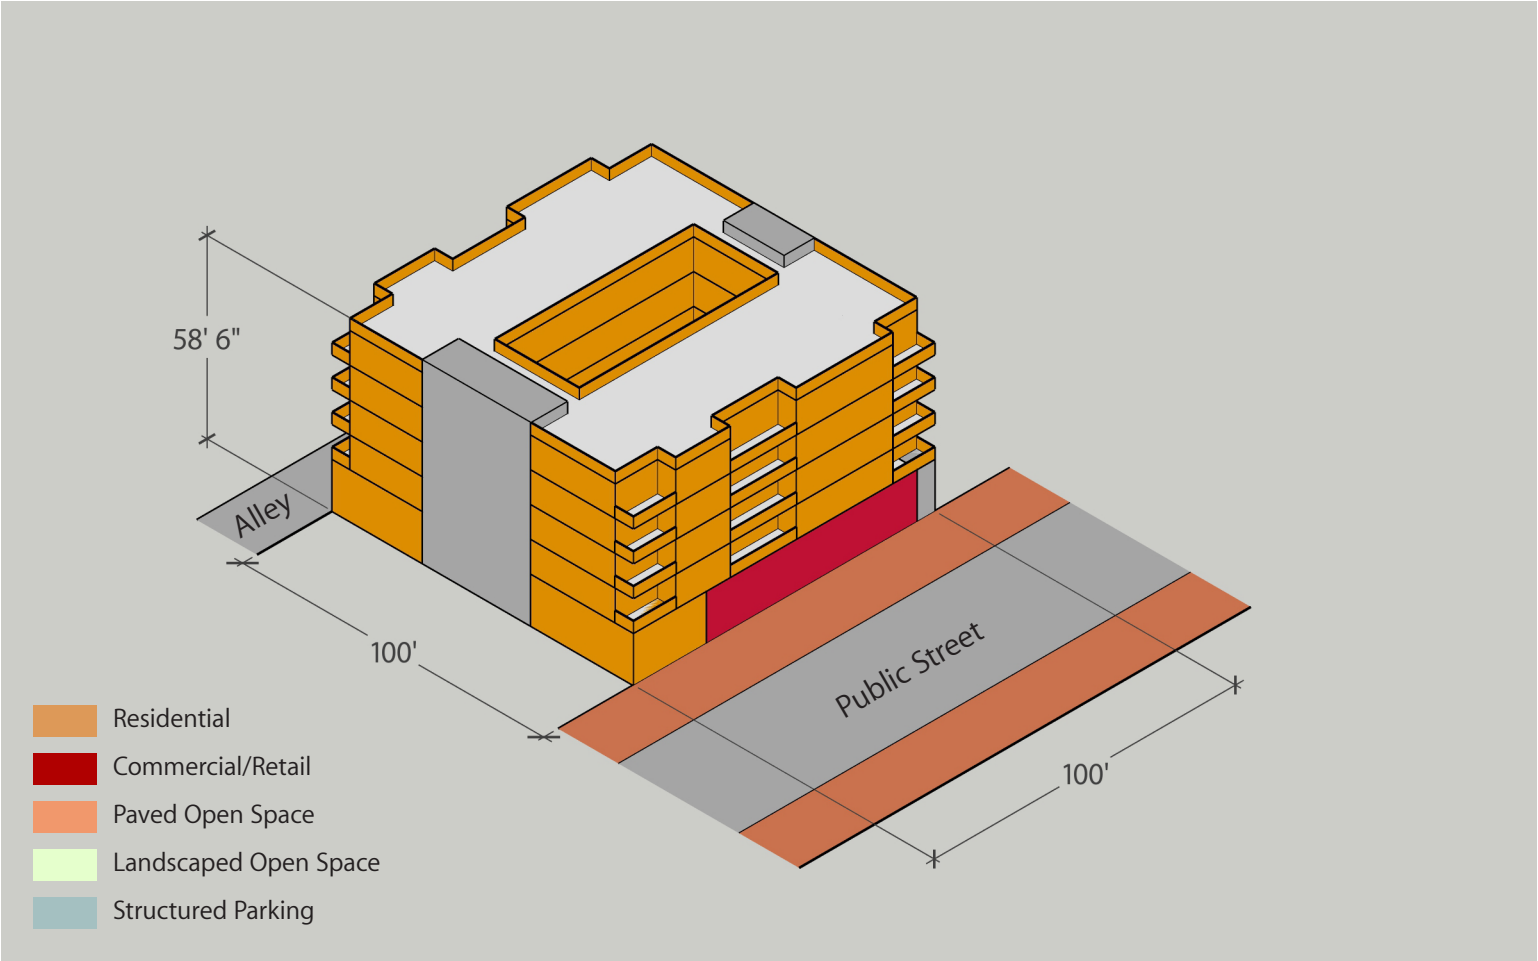 58' 6"
Alley
100'
Public Street
100'
Residential
Commercial/Retail
Paved Open Space
Landscaped Open Space
Structured Parking